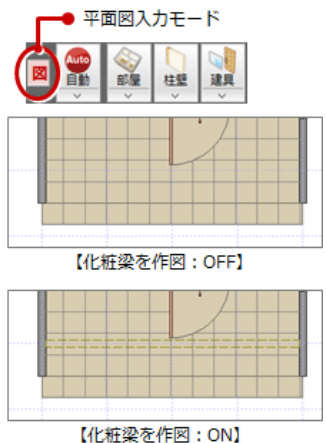 平面図入力モード
図
Auto
自動 部屋 柱壁 建具
【化粧梁を作図：OFF】
【化粧梁を作図：ON】